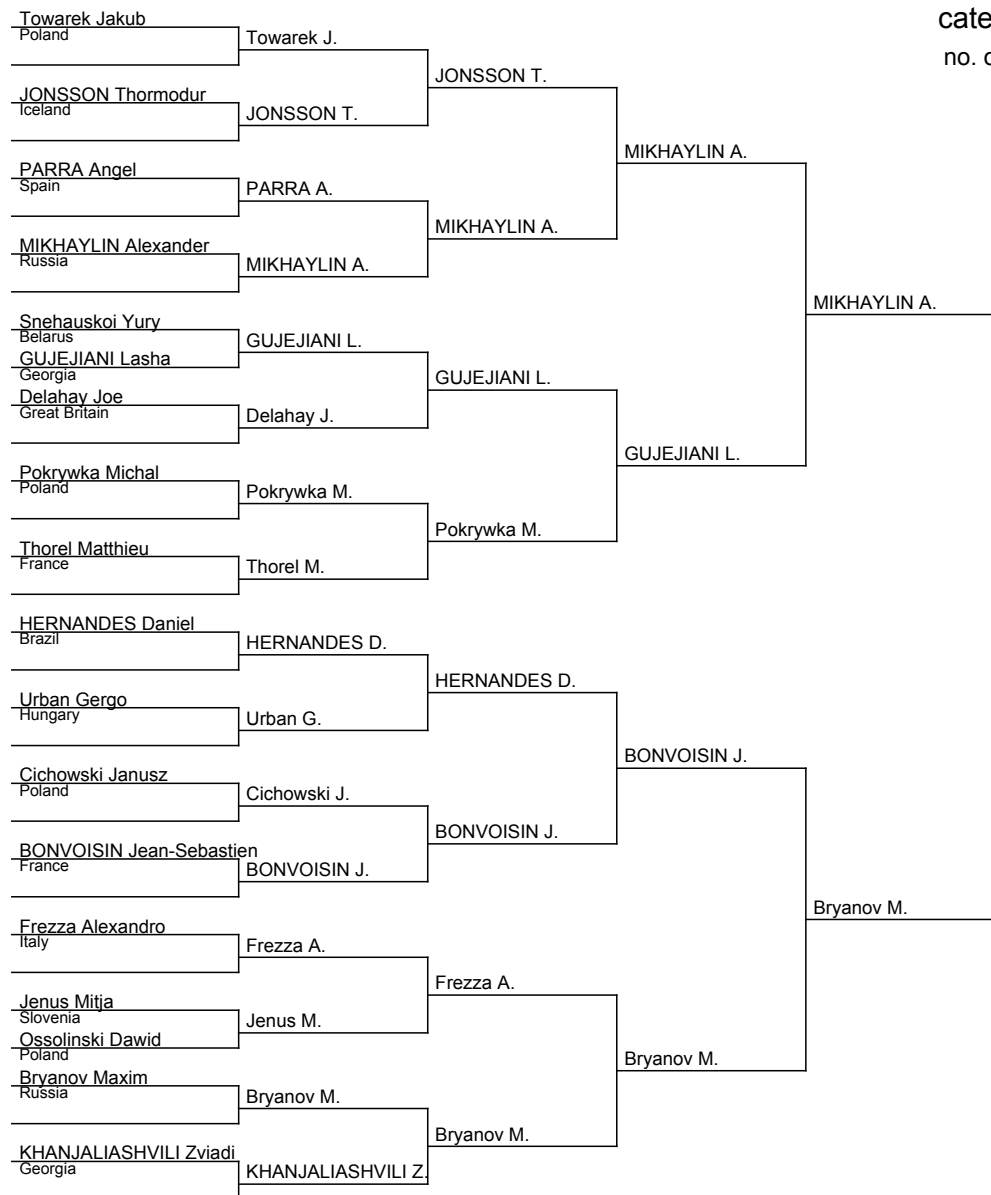 Towarek Jakub
Poland
Towarek J.
JONSSON T.
JONSSON Thormodur
Iceland
JONSSON T.
MIKHAYLIN A.
PARRA Angel
Spain
PARRA A.
MIKHAYLIN A.
MIKHAYLIN Alexander
Russia
MIKHAYLIN A.
MIKHAYLIN A.
Snehauskoi Yury
Belarus
GUJEJIANI L.
GUJEJIANI Lasha
Georgia
GUJEJIANI L.
Delahay Joe
Great Britain
Delahay J.
GUJEJIANI L.
Pokrywka Michal
Poland
Pokrywka M.
Pokrywka M.
Thorel Matthieu
France
Thorel M.
HERNANDES Daniel
Brazil
HERNANDES D.
HERNANDES D.
Urban Gergo
Hungary
Urban G.
BONVOISIN J.
Cichowski Janusz
Poland
Cichowski J.
BONVOISIN J.
BONVOISIN Jean-Sebastien
France
BONVOISIN J.
Bryanov M.
Frezza Alexandro
Italy
Frezza A.
Frezza A.
Jenus Mitja
Slovenia
Jenus M.
Ossolinski Dawid
Poland
Bryanov M.
Bryanov Maxim
Russia
Bryanov M.
Bryanov M.
KHANJALIASHVILI Zviadi
Georgia
KHANJALIASHVILI Z.
cate
no. o